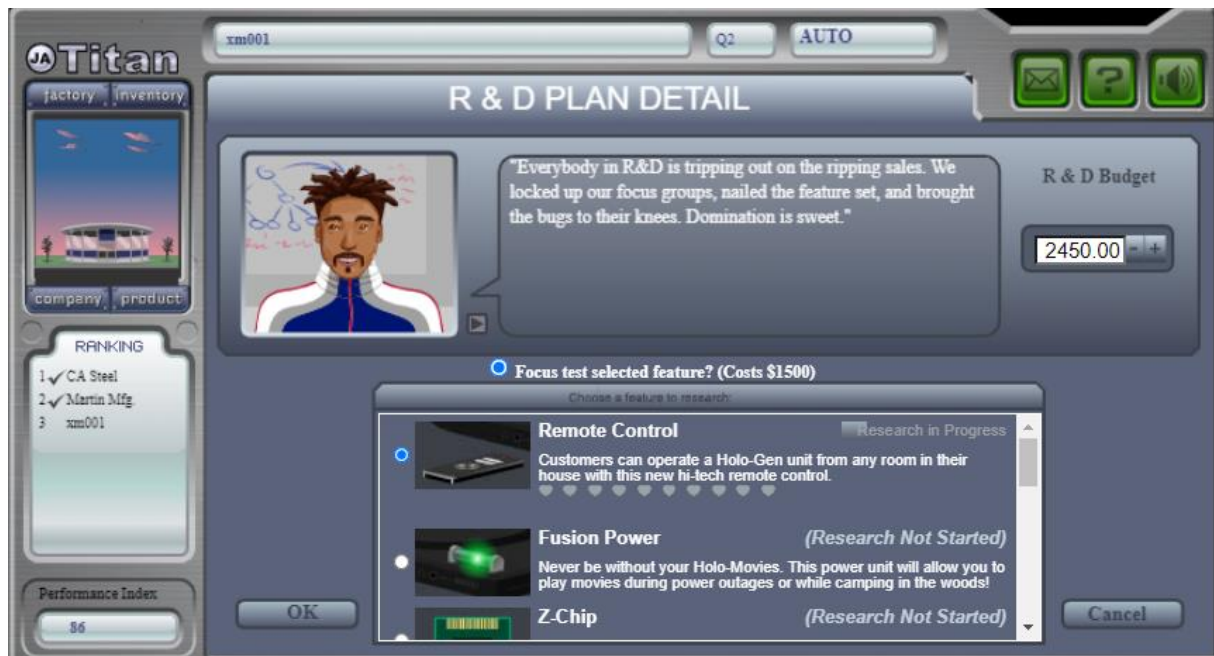 xm001
Q2
AUTO
JA Titan
factory
inventory
company
product
R & D PLAN DETAIL
"Everybody in R&D is tripping out on the ripping sales. We
locked up our focus groups, nailed the feature set, and brought
the bugs to their knees. Domination is sweet."
R & D Budget
2450.00 - +
RANKING
1 CA Steel
2 Martin Mfg.
3 xm001
Performance Index
86
Focus test selected feature? (Costs $1500)
Choose a feature to research:
Remote Control
Research in Progress
Customers can operate a Holo-Gen unit from any room in their
house with this new hi-tech remote control.
Fusion Power
(Research Not Started)
Never be without your Holo-Movies. This power unit will allow you to
play movies during power outages or while camping in the woods!
Z-Chip
(Research Not Started)
OK
Cancel